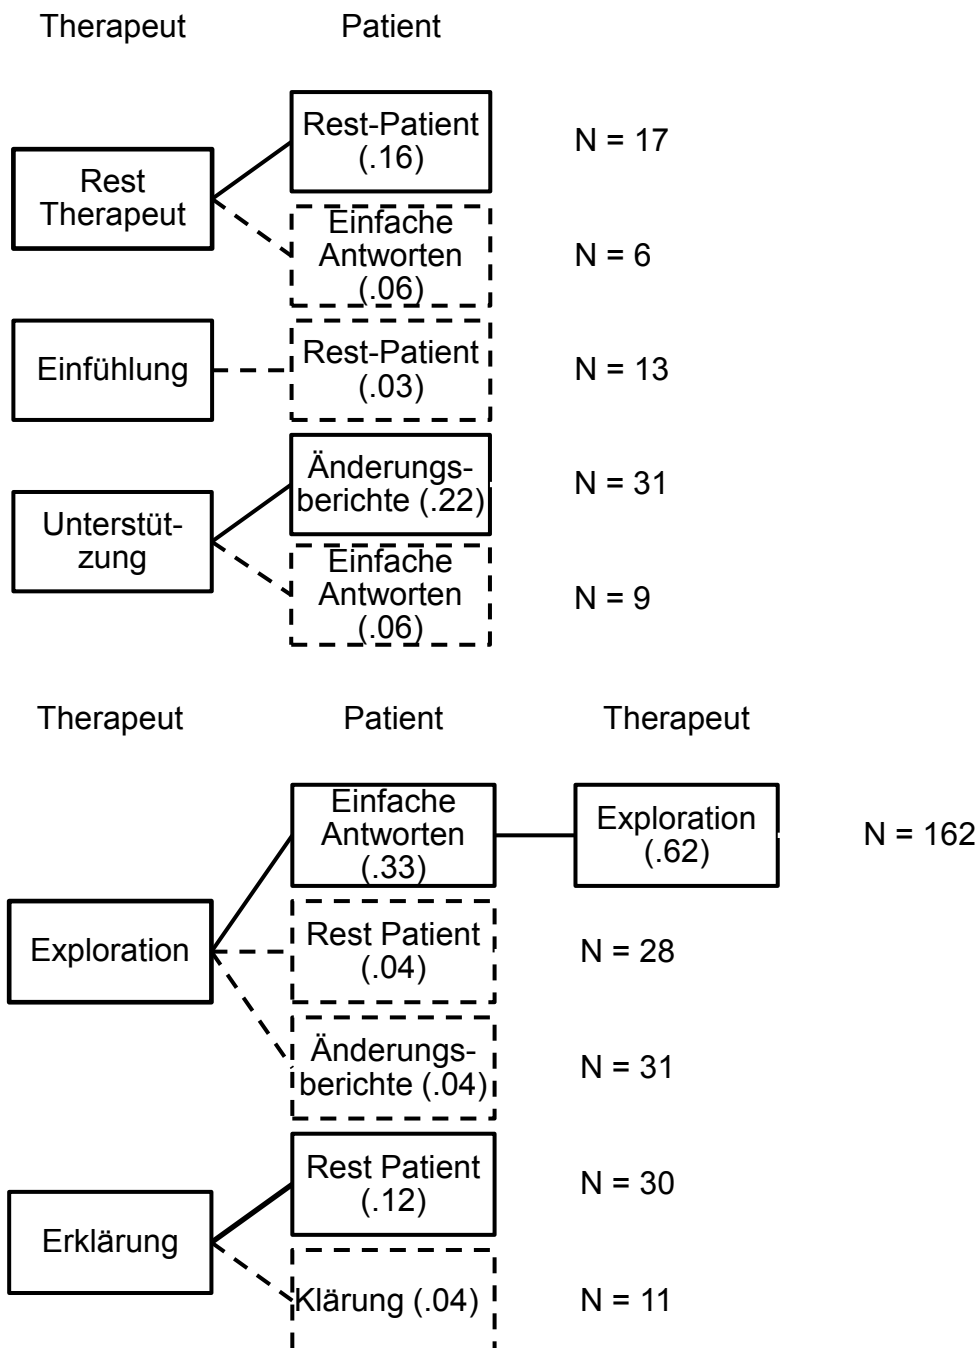 Therapeut Patient
Rest-Patient
(.16)
N = 17
Rest
Therapeut
Einfache
Antworten
(.06)
N = 6
Einfühlung
Rest-Patient
(.03)
N = 13
Änderungs-
berichte (.22)
N = 31
Unterstüt-
zung
Einfache
Antworten
(.06)
N = 9
Therapeut Patient Therapeut
Einfache
Antworten
(.33)
Exploration
(.62)
N = 162
Exploration
Rest Patient
(.04)
N = 28
Änderungs-
berichte (.04)
N = 31
Rest Patient
(.12)
N = 30
Erklärung
Klärung (.04)
N = 11